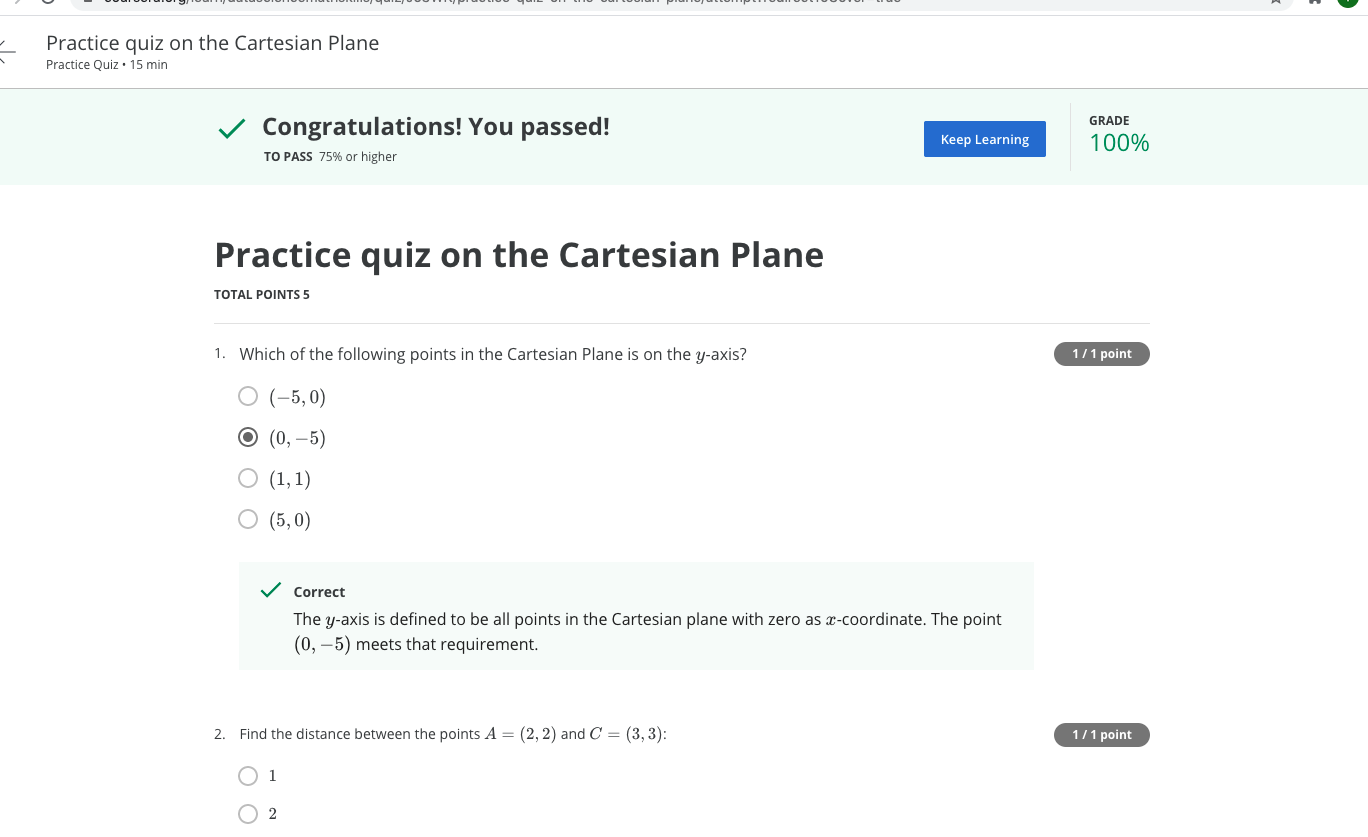 Practice quiz on the Cartesian Plane
Practice Quiz • 15 min
Congratulations! You passed!
TO PASS 75% or higher
Keep Learning
GRADE
100%
Practice quiz on the Cartesian Plane
TOTAL POINTS 5
1. Which of the following points in the Cartesian Plane is on the y-axis?
1 / 1 point
(−5, 0)
(0, −5)
(1, 1)
(5, 0)
Correct
The y-axis is defined to be all points in the Cartesian plane with zero as x-coordinate. The point
(0, −5) meets that requirement.
2. Find the distance between the points A = (2, 2) and C = (3, 3):
1 / 1 point
1
2